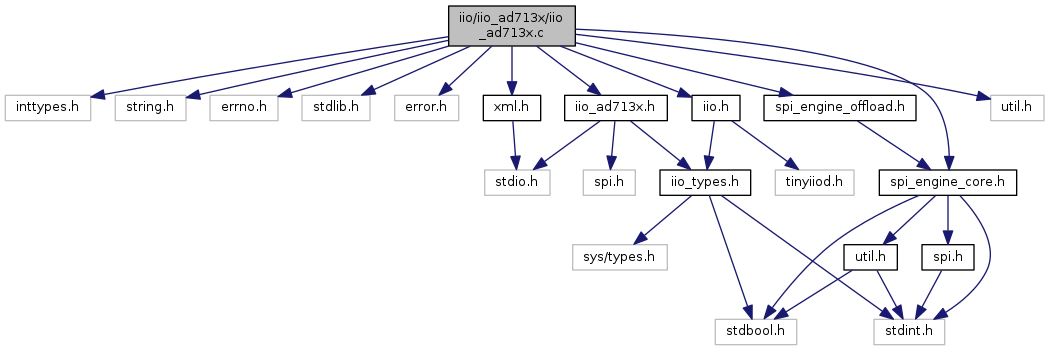 iio/iio_ad713x/iio
_ad713x.c
inttypes.h
string.h
errno.h
stdlib.h
error.h
xml.h
iio_ad713x.h
iio.h
spi_engine_offload.h
util.h
stdio.h
spi.h
iio_types.h
tinyiiod.h
spi_engine_core.h
sys/types.h
util.h
spi.h
stdbool.h
stdint.h